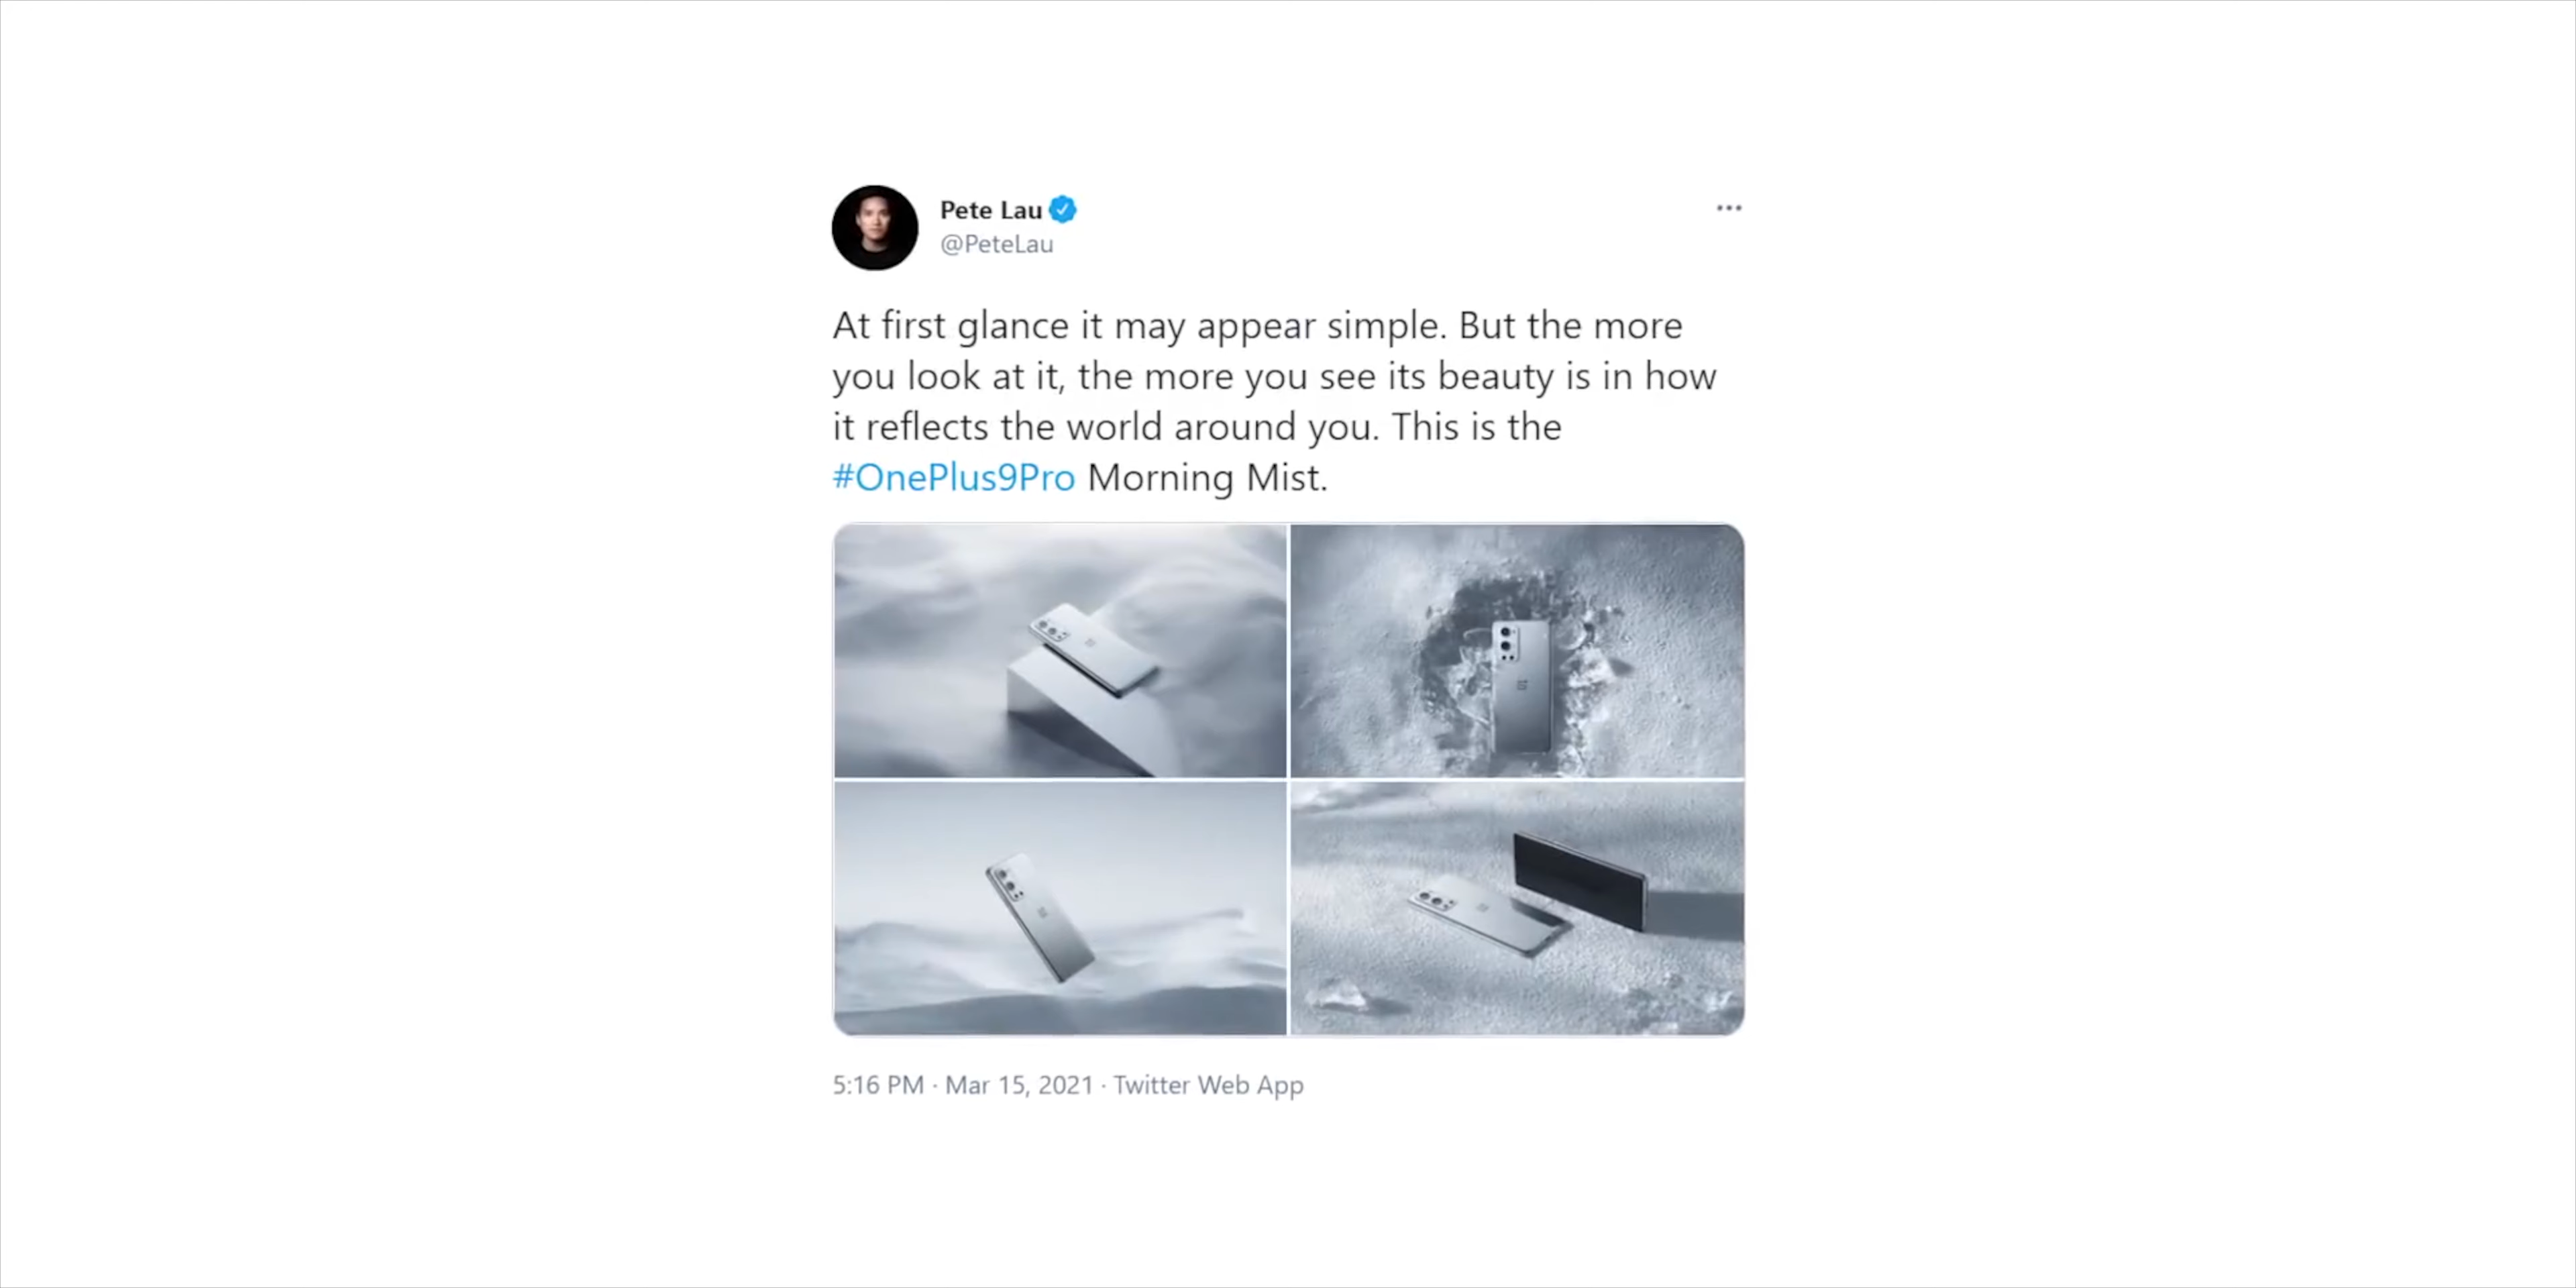 Pete Lau
@PeteLau
At first glance it may appear simple. But the more
you look at it, the more you see its beauty is in how
it reflects the world around you. This is the
#OnePlus9Pro Morning Mist.
5:16 PM · Mar 15, 2021 · Twitter Web App